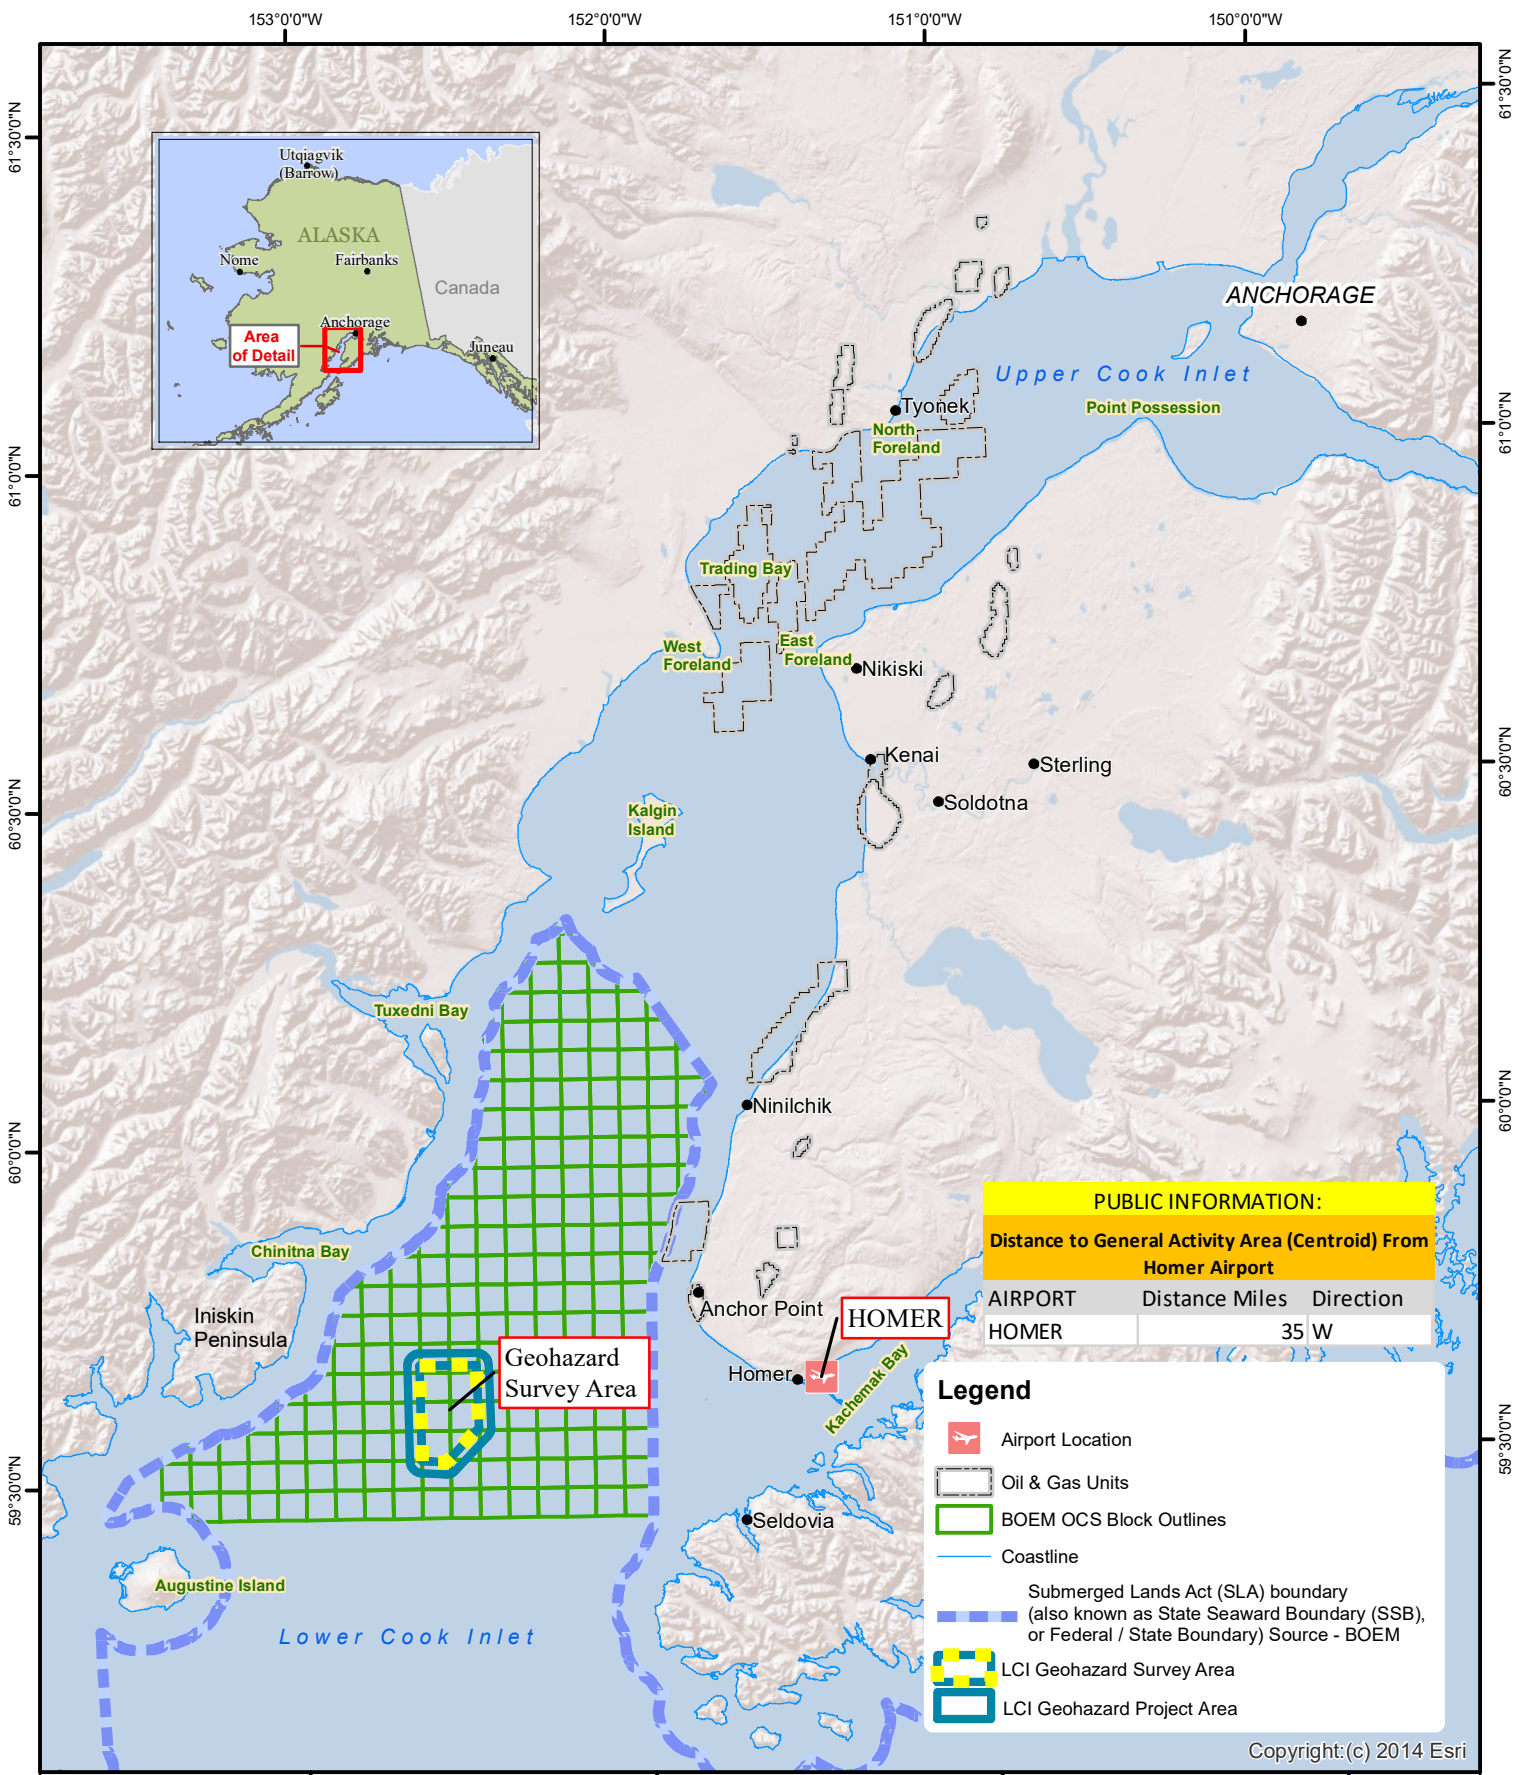 153°0'0"W
152°0'0"W
151°0'0"W
150°0'0"W
61°30'0"N
61°0'0"N
60°30'0"N
60°0'0"N
59°30'0"N
61°30'0"N
61°0'0"N
60°30'0"N
60°0'0"N
59°30'0"N
Utqiagvik
(Barrow)
ALASKA
Nome
Fairbanks
Canada
Anchorage
Area
of Detail
Juneau
ANCHORAGE
Upper Cook Inlet
Point Possession
Tyonek
North
Foreland
Trading Bay
West
Foreland
East
Foreland
Nikiski
Kenai
Sterling
Soldotna
Kalgin
Island
Tuxedni Bay
Ninilchik
Chinitna Bay
Iniskin
Peninsula
Anchor Point
HOMER
Geohazard
Survey Area
Homer
Kachemak Bay
Seldovia
Augustine Island
Lower Cook Inlet
PUBLIC INFORMATION:
Distance to General Activity Area (Centroid) From
Homer Airport
AIRPORT Distance Miles Direction
HOMER 35 W
Legend
Airport Location
Oil & Gas Units
BOEM OCS Block Outlines
Coastline
Submerged Lands Act (SLA) boundary
(also known as State Seaward Boundary (SSB),
or Federal / State Boundary) Source - BOEM
LCI Geohazard Survey Area
LCI Geohazard Project Area
Copyright:(c) 2014 Esri